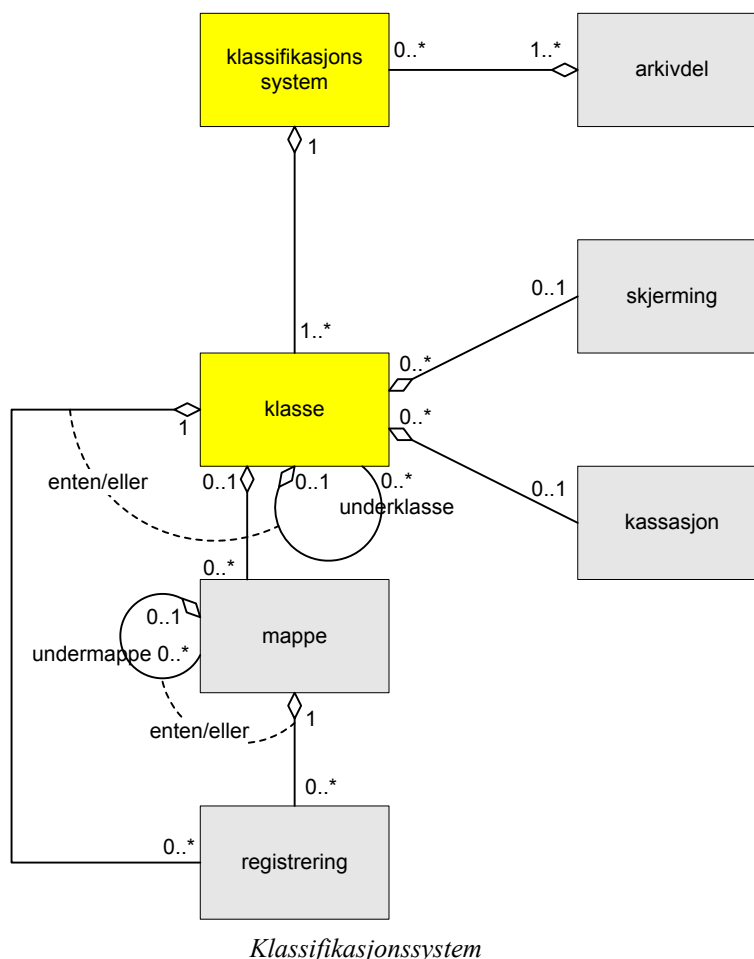 klassifikasjons
system
0..*
1..*
arkivdel
1
1..*
0..1
skjerming
0..*
klasse
1
0..*
enten/eller
0..1
0..1
0..*
underklasse
0..1
kassasjon
0..*
0..1
mappe
undermappe 0..*
enten/eller
1
0..*
0..*
registrering
Klassifikasjonssystem